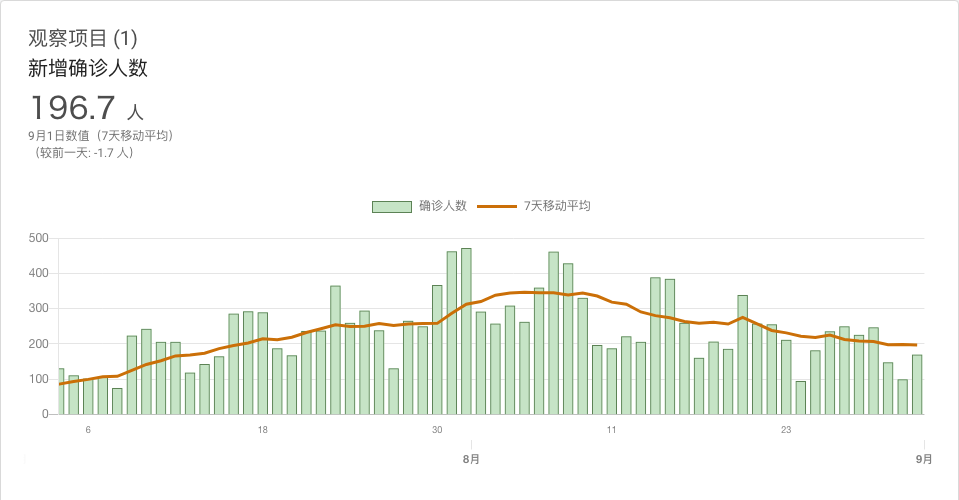 观察项目 (1)
新增确诊人数
196.7 人
9月1日数值（7天移动平均）
（较前一天: -1.7 人）
确诊人数 7天移动平均
500
400
300
200
100
0
6 18 30 11 23
8月 9月